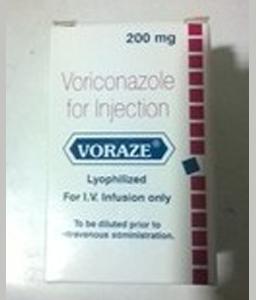 200 mg
Voriconazole
for Injection
VORAZE®
Lyophilized
For I.V. Infusion only
To be diluted prior to
intravenous administration.